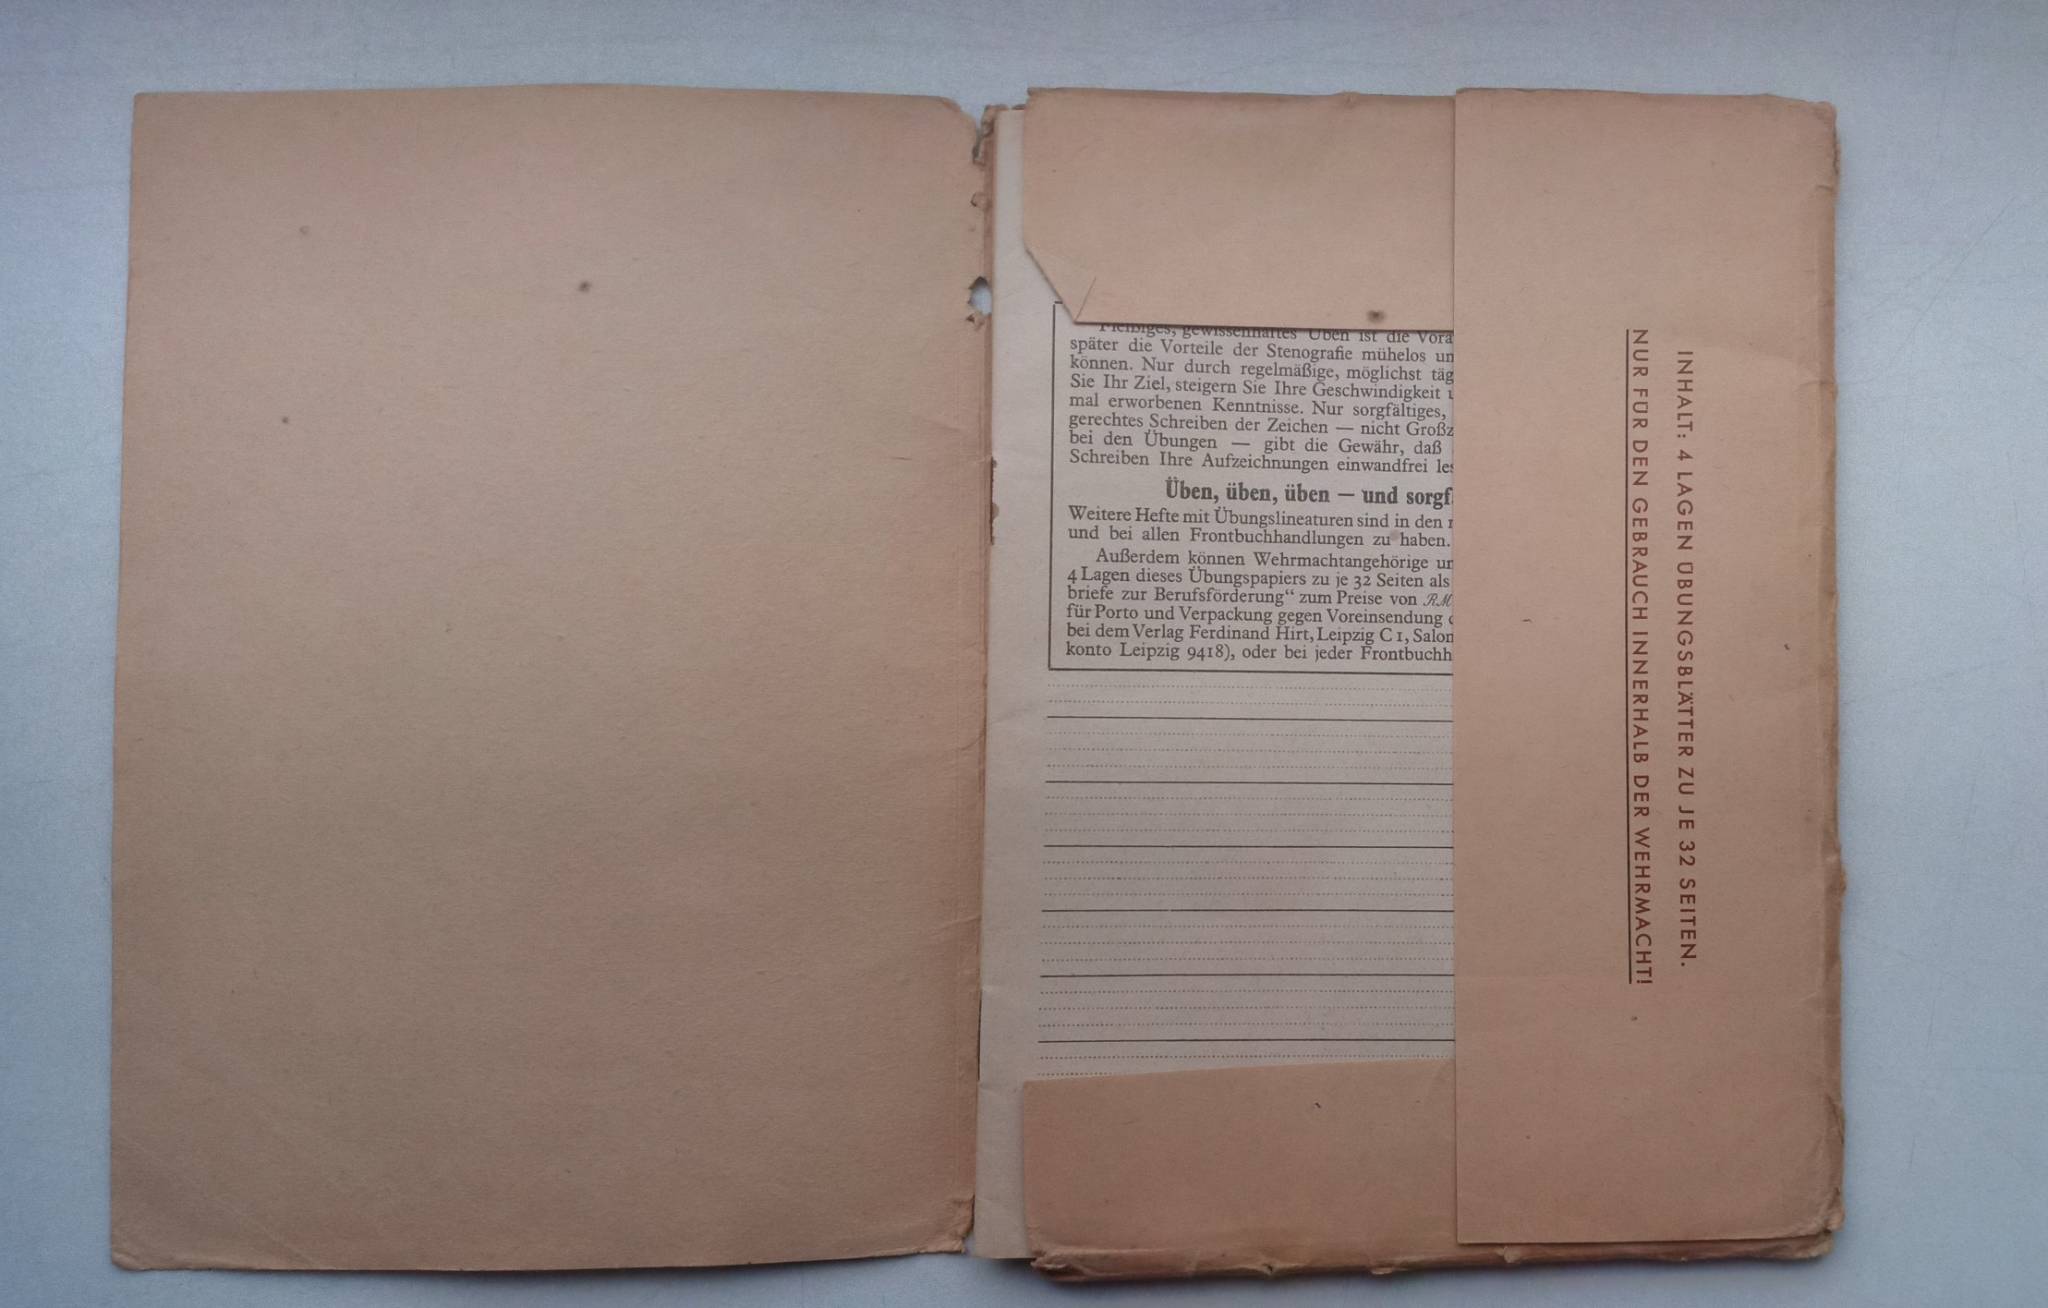 Fleißiges, gewissenhaftes Üben ist die Vora
später die Vorteile der Stenografie mühelos un
können. Nur durch regelmäßige, möglichst täg
Sie Ihr Ziel, steigern Sie Ihre Geschwindigkeit u
mal erworbenen Kenntnisse. Nur sorgfältiges,
gerechtes Schreiben der Zeichen — nicht Großz
bei den Übungen — gibt die Gewähr, daß
Schreiben Ihre Aufzeichnungen einwandfrei les
Üben, üben, üben — und sorgf
Weitere Hefte mit Übungslineaturen sind in den
und bei allen Frontbuchhandlungen zu haben.
Außerdem können Wehrmachtangehörige un
4 Lagen dieses Übungspapiers zu je 32 Seiten als
briefe zur Berufsförderung“ zum Preise von RM
für Porto und Verpackung gegen Voreinsendung
bei dem Verlag Ferdinand Hirt, Leipzig C 1, Salon
konto Leipzig 9418), oder bei jeder Frontbuchh
INHALT: 4 LAGEN ÜBUNGSBLÄTTER ZU JE 32 SEITEN.
NUR FÜR DEN GEBRAUCH INNERHALB DER WEHRMACHT!